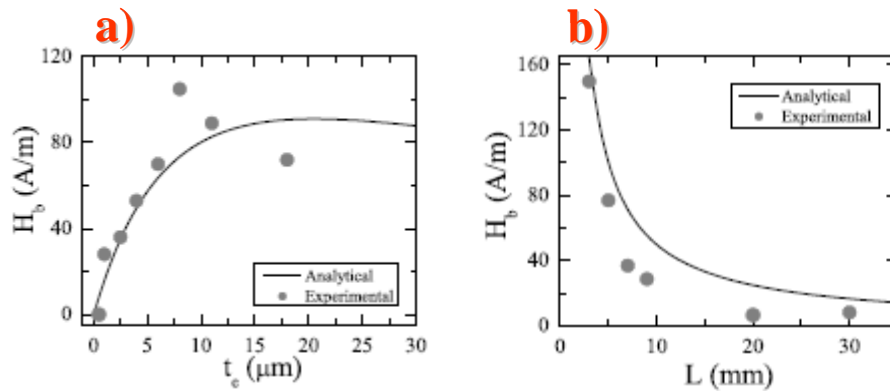 a)
120
80
40
0
H_b (A/m)
Analytical
Experimental
0 5 10 15 20 25 30
t_c (μm)
b)
160
120
80
40
0
H_b (A/m)
Analytical
Experimental
0 10 20 30
L (mm)